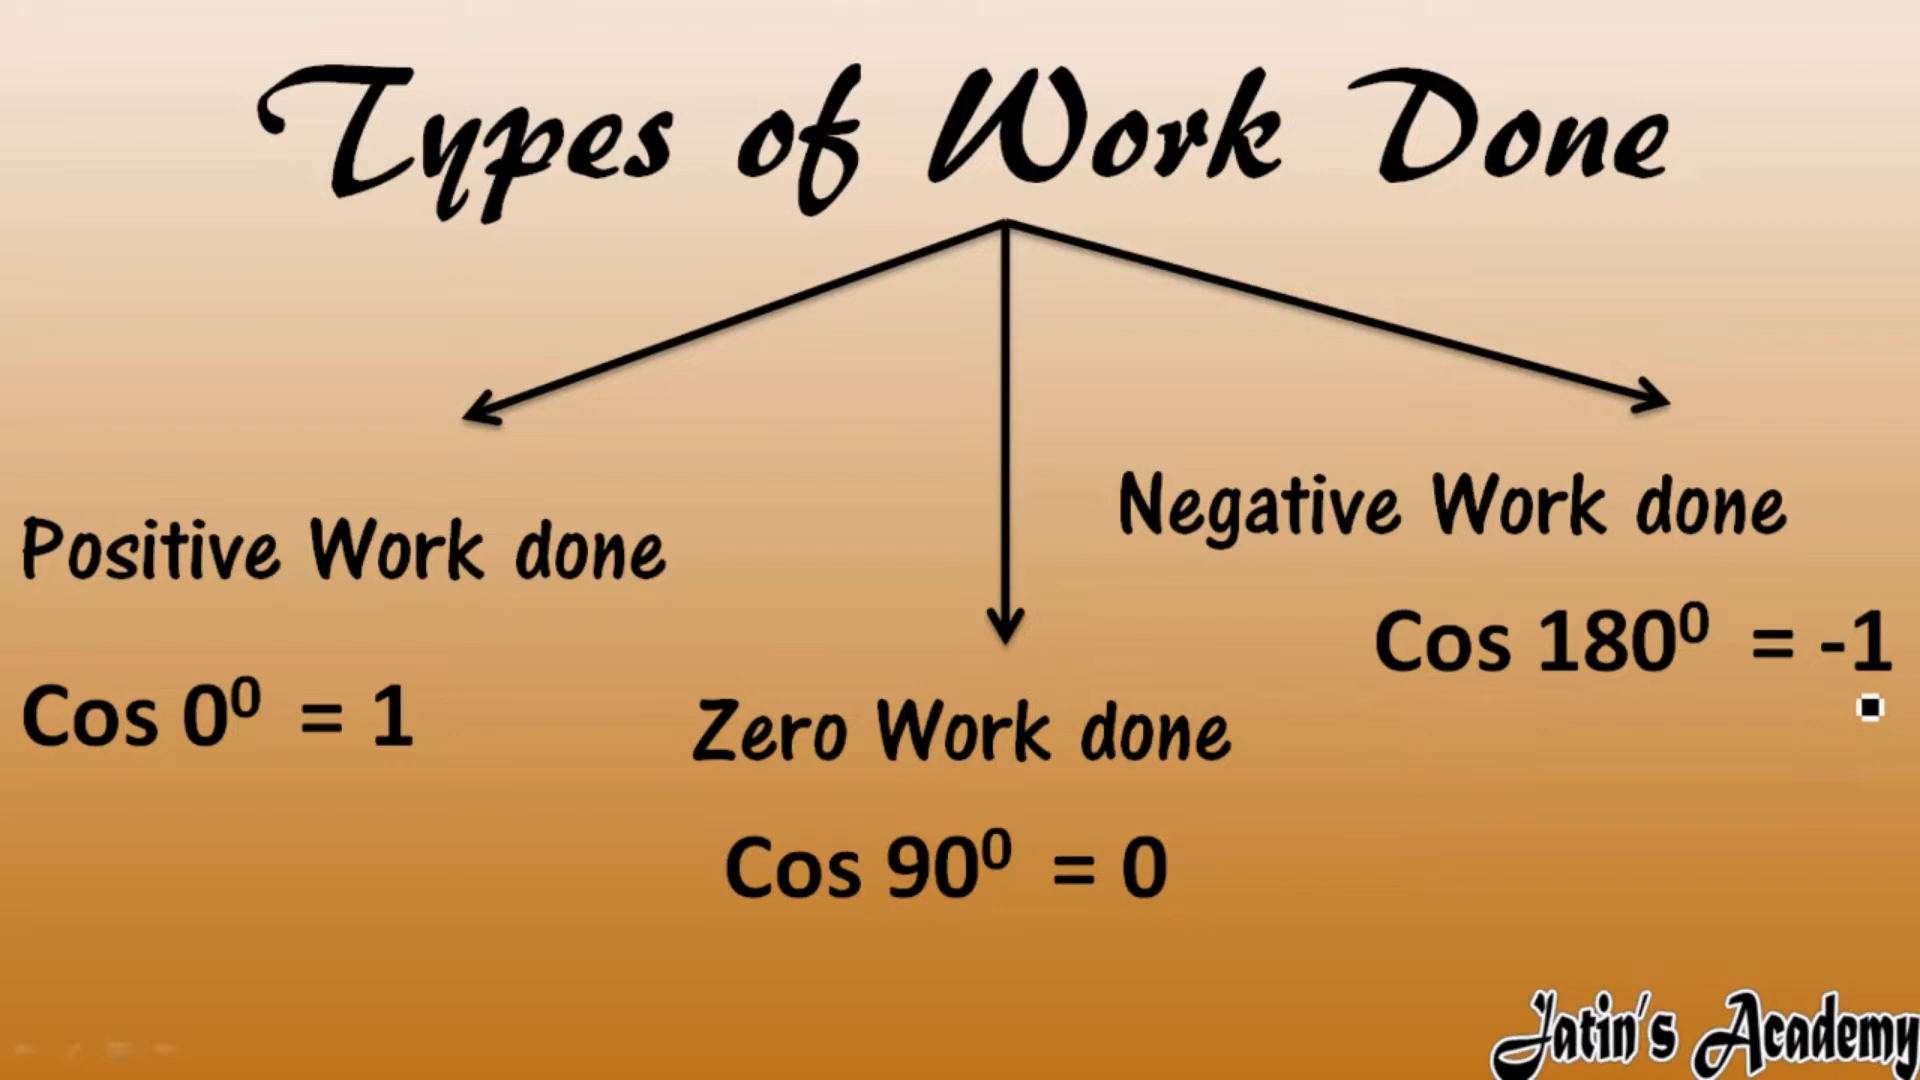 Types of Work Done
Positive Work done
Cos 0⁰ = 1
Zero Work done
Cos 90⁰ = 0
Negative Work done
Cos 180⁰ = -1
Jatin's Academy